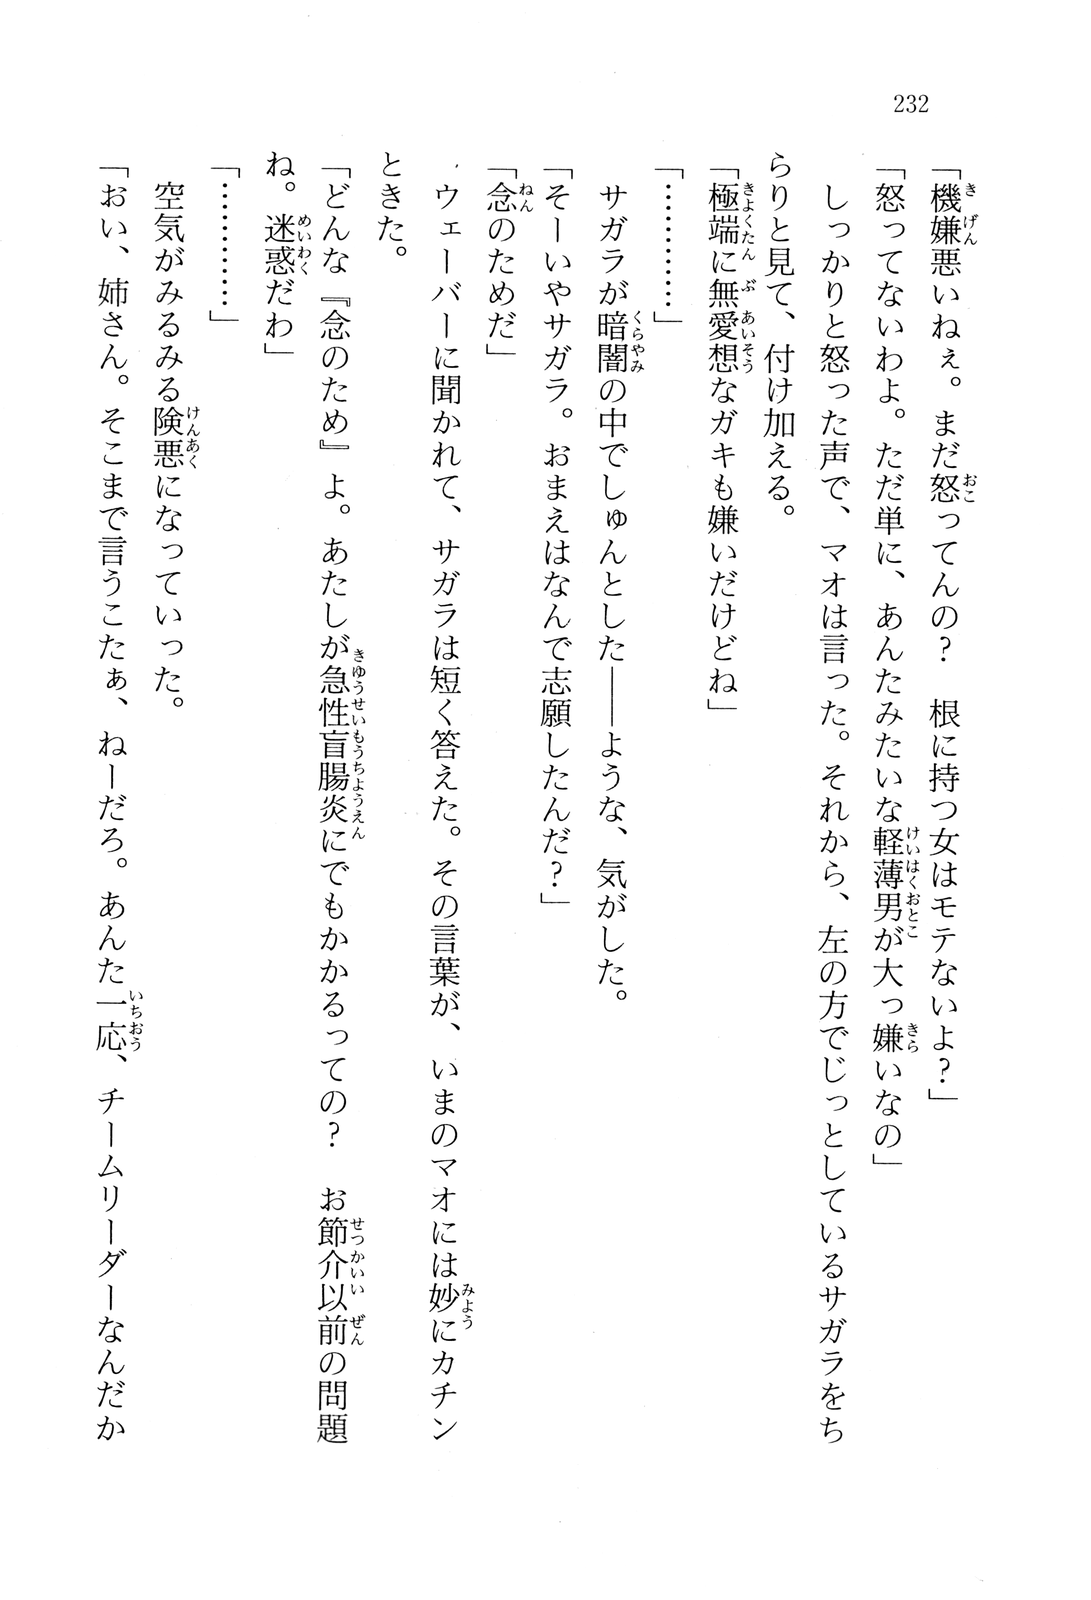 232
「機嫌悪いねぇ。まだ怒ってんの？　根に持つ女はモテないよ？」
「怒ってないわよ。ただ単に、あんたみたいな軽薄男が大っ嫌いなの」
　しっかりと怒った声で、マオは言った。それから、左の方でじっとしているサガラをち
らりと見て、付け加える。
「極端に無愛想なガキも嫌いだけどね」
「…………」
　サガラが暗闇の中でしゅんとした――ような、気がした。
「そーいやサガラ。おまえはなんで志願したんだ？」
「念のためだ」
　ウェーバーに聞かれて、サガラは短く答えた。その言葉が、いまのマオには妙にカチン
ときた。
「どんな『念のため』よ。あたしが急性盲腸炎にでもかかるっての？　お節介以前の問題
ね。迷惑だわ」
「…………」
　空気がみるみる険悪になっていった。
「おい、姉さん。そこまで言うこたぁ、ねーだろ。あんた一応、チームリーダーなんだか